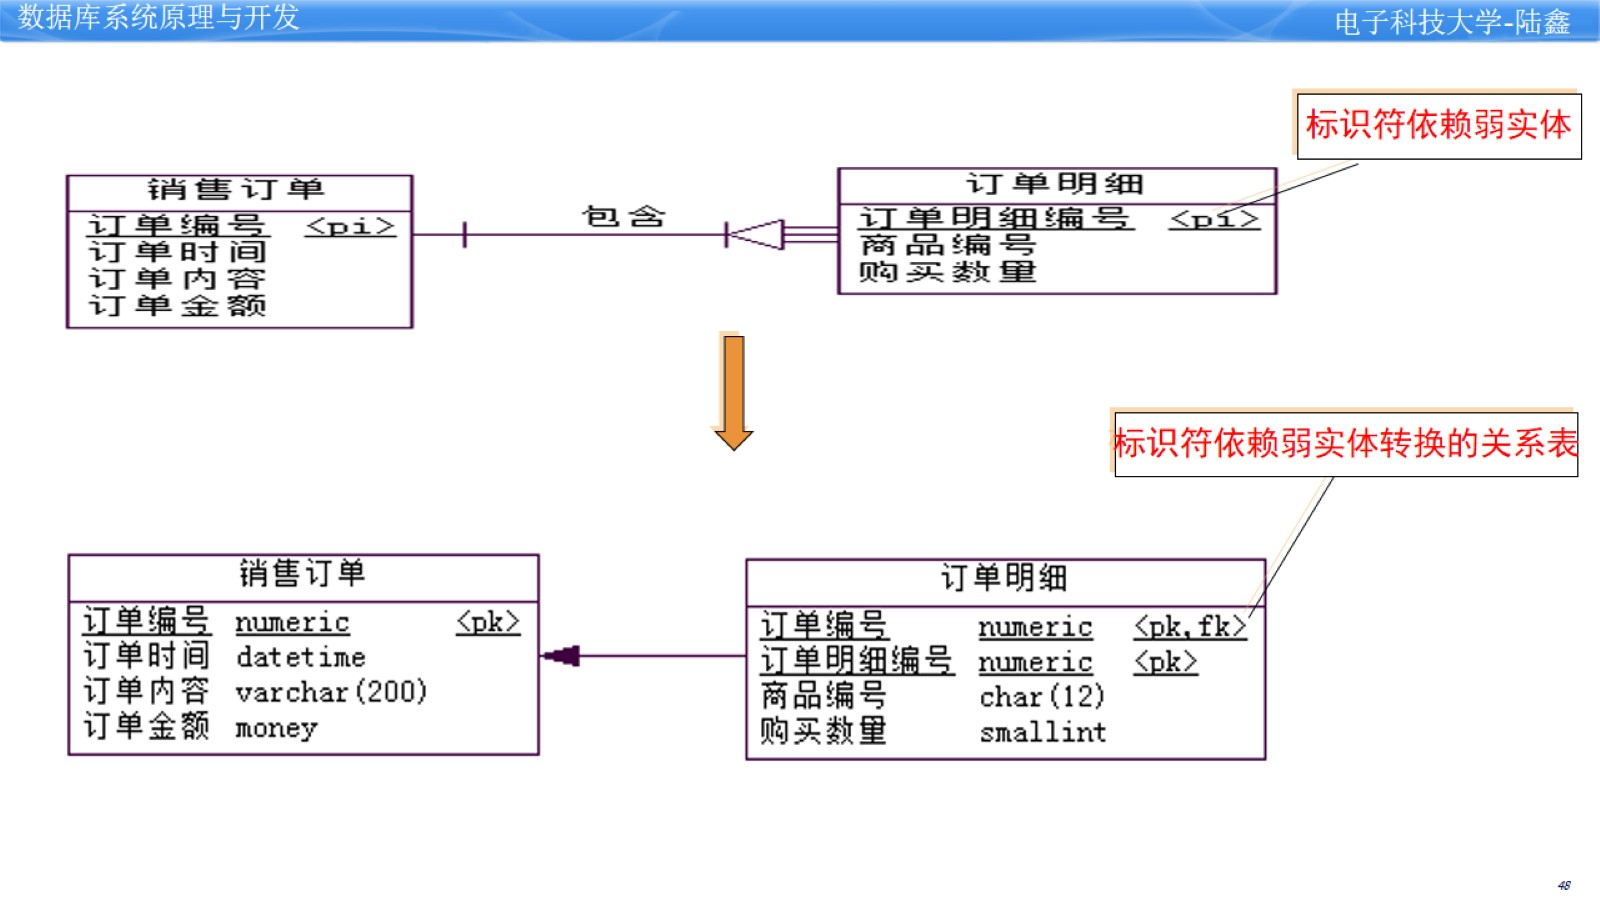 数据库系统原理与开发
电子科技大学-陆鑫
标识符依赖弱实体
销售订单
订单编号 <pi>
订单时间
订单内容
订单金额
包含
订单明细
订单明细编号 <pi>
商品编号
购买数量
标识符依赖弱实体转换的关系表
销售订单
订单编号 numeric <pk>
订单时间 datetime
订单内容 varchar(200)
订单金额 money
订单明细
订单编号 numeric <pk,fk>
订单明细编号 numeric <pk>
商品编号 char(12)
购买数量 smallint
48